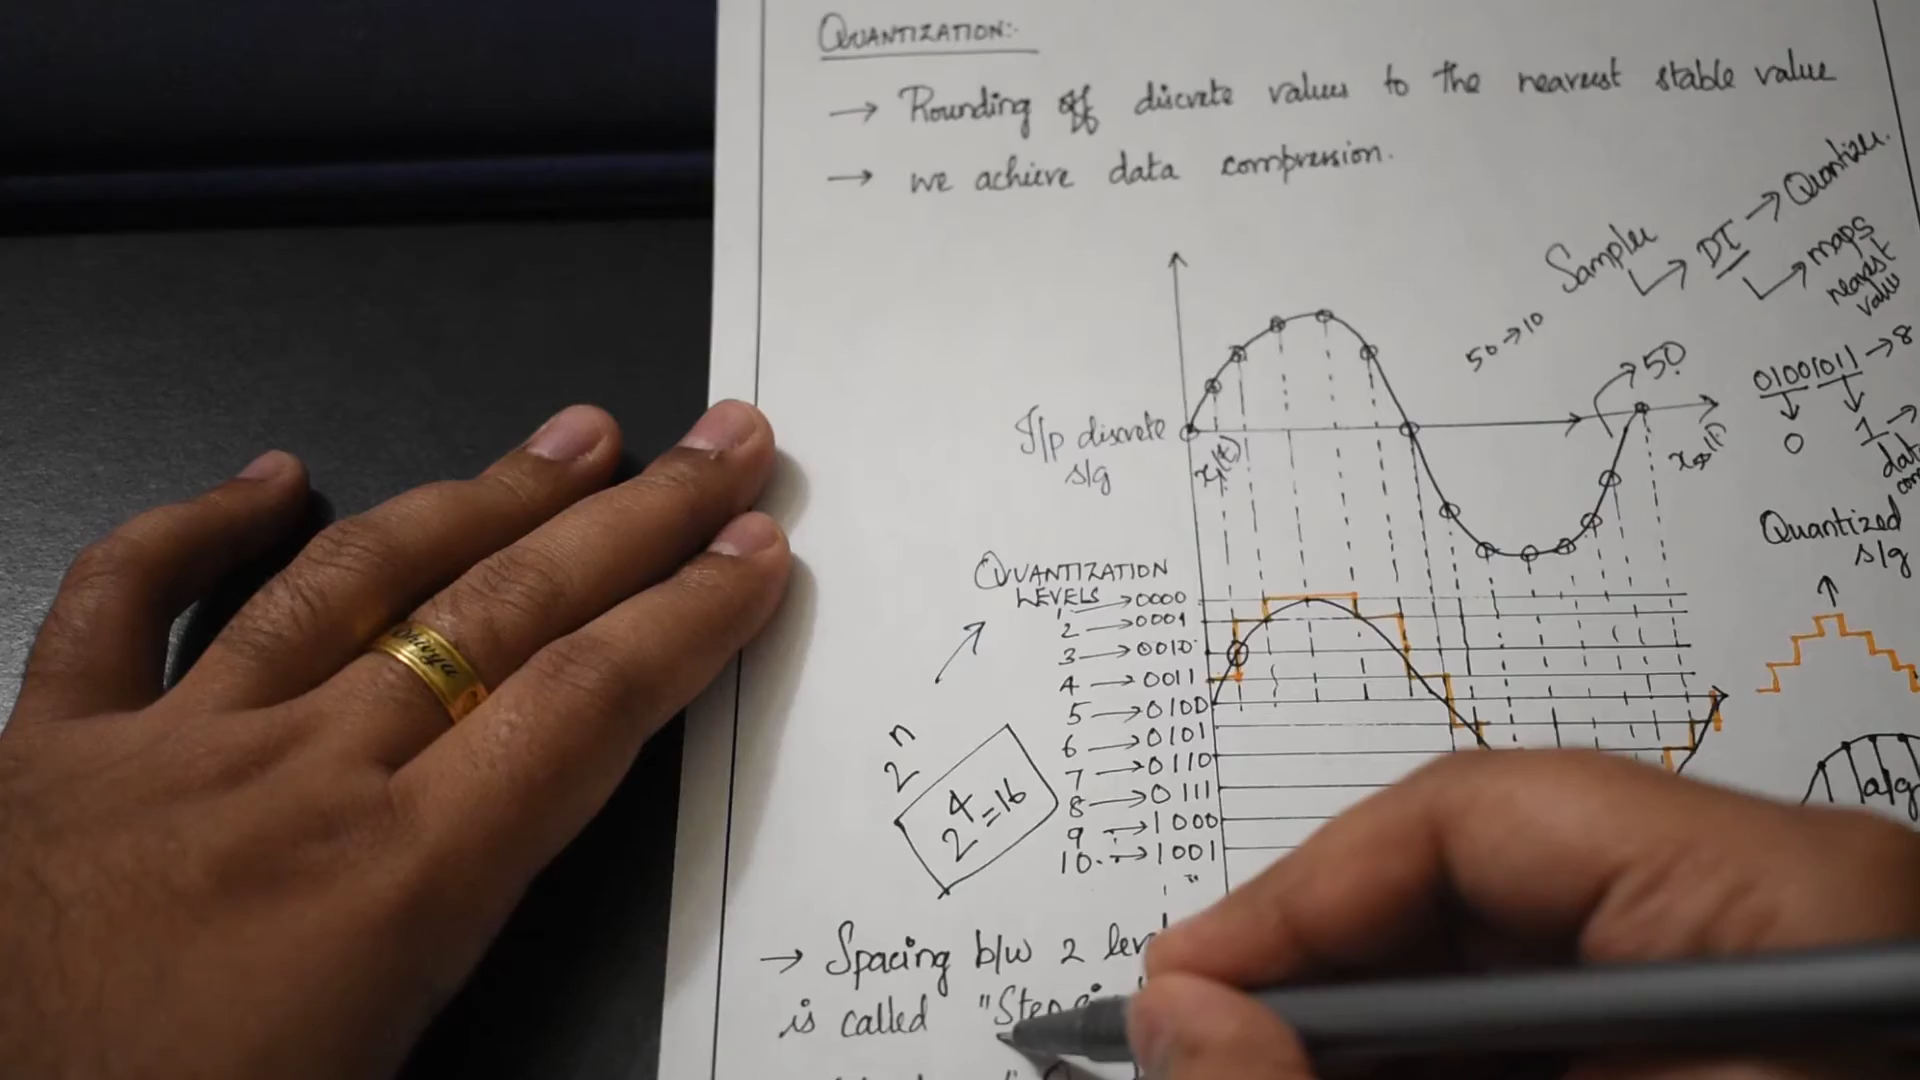 QUANTIZATION:-
→ Rounding off discrete values to the nearest stable value
→ we achieve data compression.
Sampler → DT → Quantizer
→ maps nearest value
50 → 10
→ 50
01001011 → 8
0 1 →
I/p discrete s/g
x1(t)
Quantized s/g
QUANTIZATION LEVELS
1 → 0000
2 → 0001
3 → 0010
4 → 0011
5 → 0100
6 → 0101
7 → 0110
8 → 0111
9 → 1000
10 → 1001
2^n
2^4 = 16
a/g
→ Spacing b/w 2
is called "Step